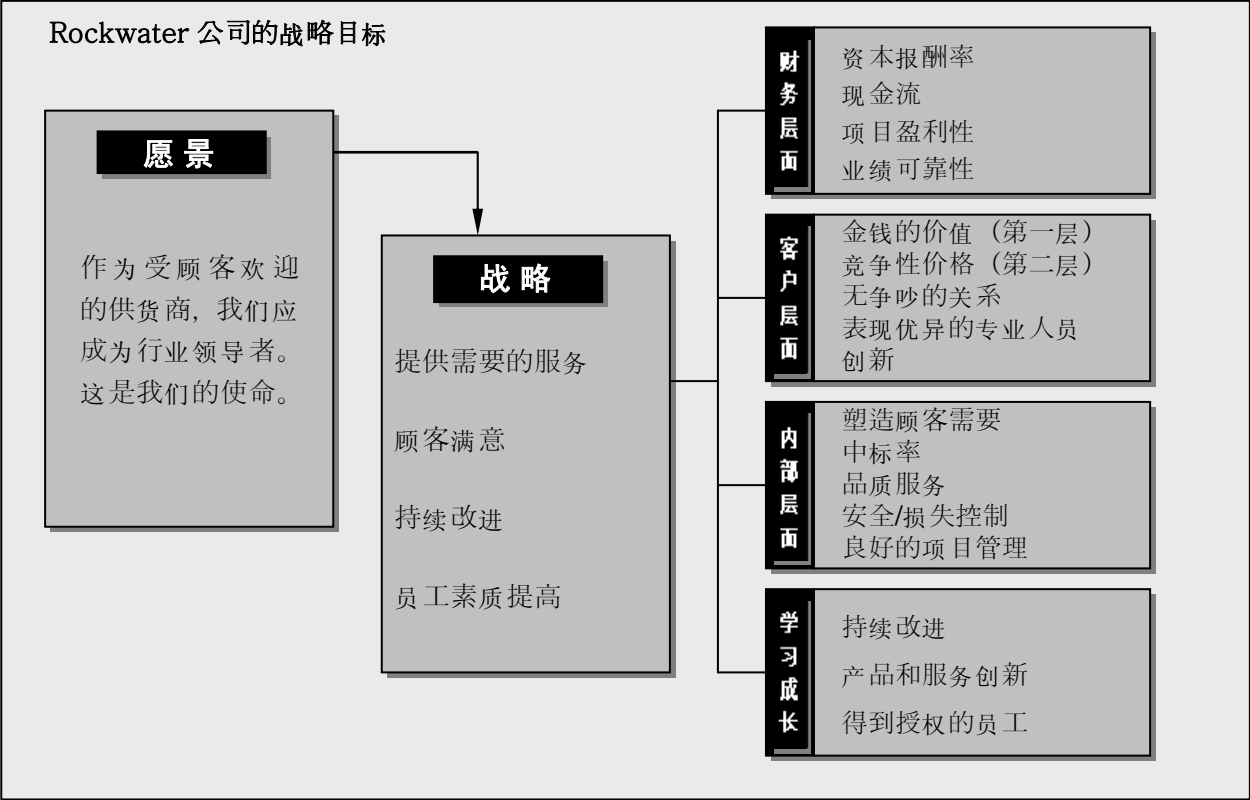 Rockwater 公司的战略目标
愿景
作为受顾客欢迎
的供货商，我们应
成为行业领导者。
这是我们的使命。
战略
提供需要的服务
顾客满意
持续改进
员工素质提高
财务层面
资本报酬率
现金流
项目盈利性
业绩可靠性
客户层面
金钱的价值（第一层）
竞争性价格（第二层）
无争吵的关系
表现优异的专业人员
创新
内部层面
塑造顾客需要
中标率
品质服务
安全/损失控制
良好的项目管理
学习成长
持续改进
产品和服务创新
得到授权的员工